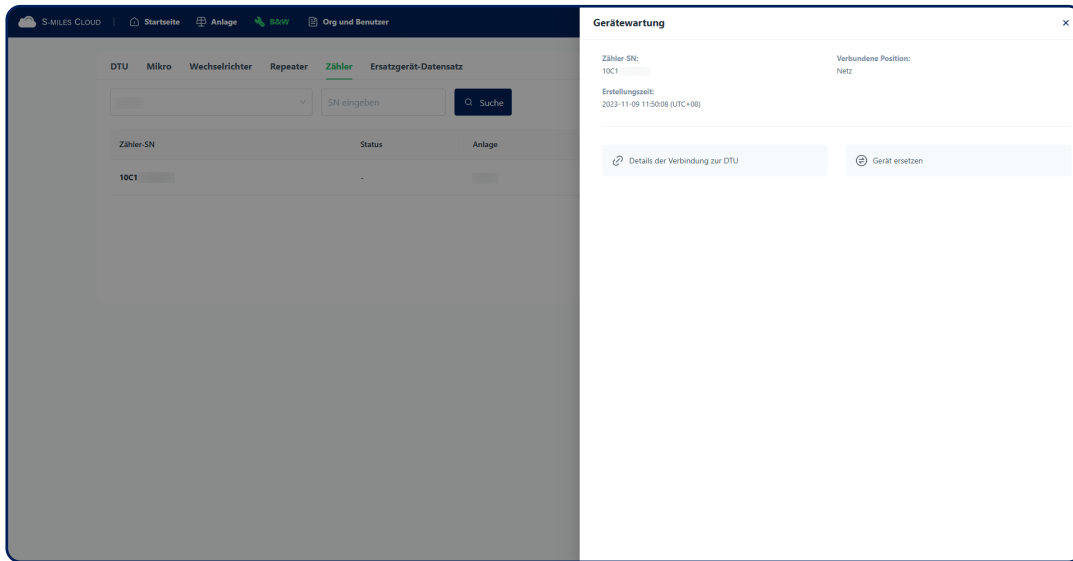 S-MILES CLOUD Startseite Anlage B&W Org und Benutzer
DTU Mikro Wechselrichter Repeater Zähler Ersatzgerät-Datensatz
SN eingeben Suche
Zähler-SN Status Anlage
10C1 -
Gerätewartung ×
Zähler-SN: Verbundene Position:
10C1 Netz
Erstellungszeit:
2023-11-09 11:50:08 (UTC+08)
Details der Verbindung zur DTU Gerät ersetzen